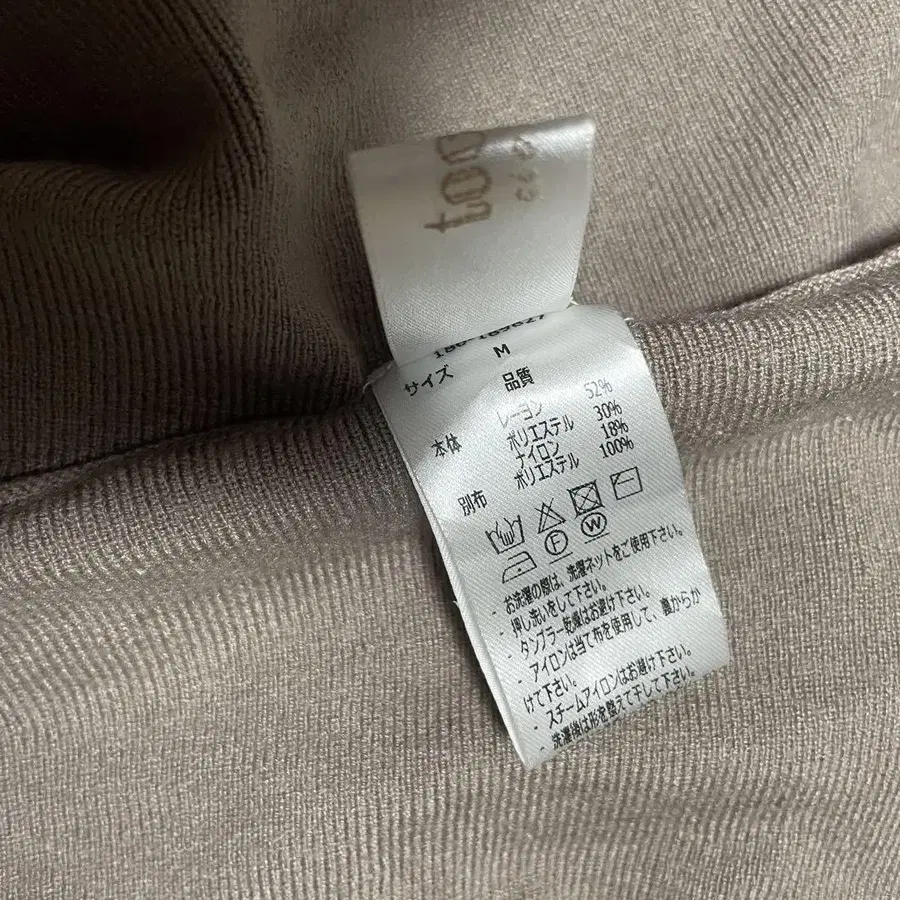 too
サイズ M
品質
本体 レーヨン 52%
ポリエステル 30%
ナイロン 18%
別布 ポリエステル 100%
F W
・お洗濯の際は、洗濯ネットをご使用下さい。
・押し洗いをして下さい。
・タンブラー乾燥はお避け下さい。
・アイロンは当て布を使用して、裏からか
けて下さい。
・スチームアイロンはお避け下さい。
・洗濯後は形を整えて干して下さい。